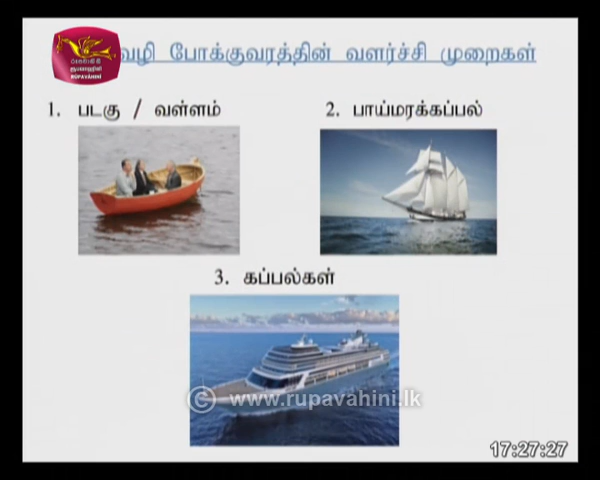 வழி போக்குவரத்தின் வளர்ச்சி முறைகள்
RUPAVAHINI
1. படகு / வள்ளம்
2. பாய்மரக்கப்பல்
3. கப்பல்கள்
© www.rupavahini.lk
17:27:27